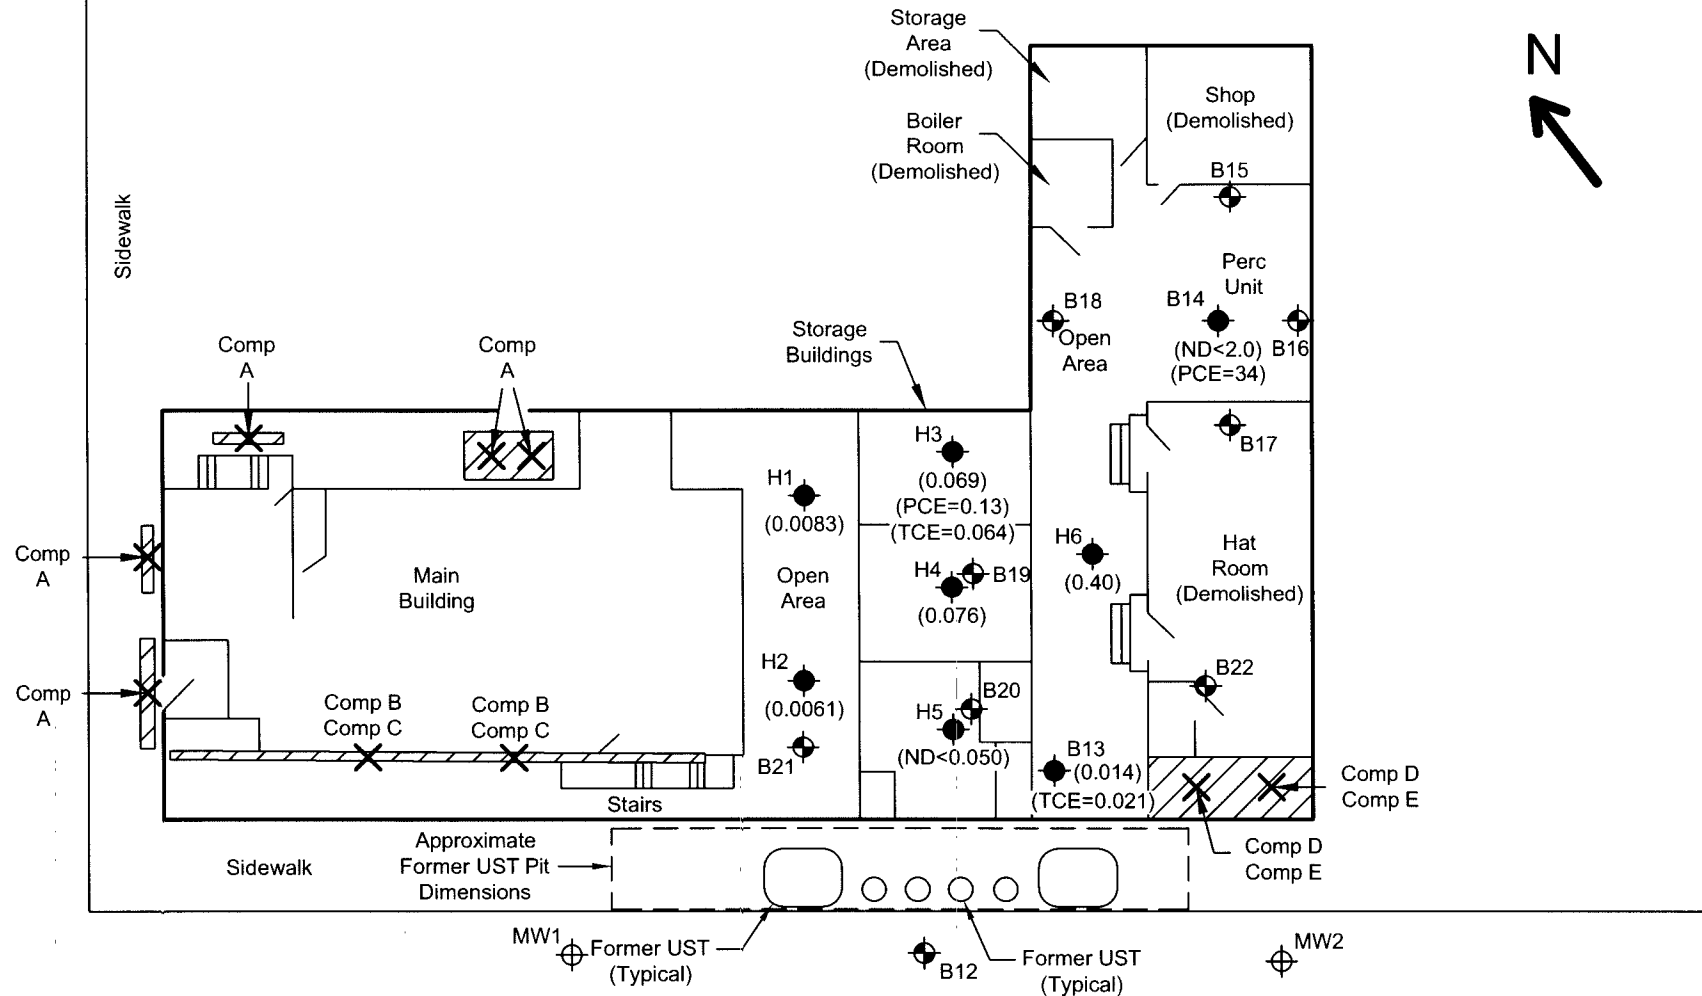 Storage
Area
(Demolished)
N
Shop
(Demolished)
Boiler
Room
(Demolished)
B15
Sidewalk
Perc
Unit
B18
B14
Open
Area
(ND<2.0)
B16
(PCE=34)
Storage
Buildings
Comp
A
Comp
A
B17
H3
(0.069)
(PCE=0.13)
(TCE=0.064)
H1
(0.0083)
H6
(0.40)
Hat
Room
(Demolished)
Comp
A
Main
Building
Open
Area
H4
B19
(0.076)
H2
(0.0061)
B22
Comp
A
Comp B
Comp C
Comp B
Comp C
B20
H5
(ND<0.050)
B21
B13
(0.014)
(TCE=0.021)
Comp D
Comp E
Stairs
Approximate
Former UST Pit
Dimensions
Sidewalk
Comp D
Comp E
MW1
Former UST
(Typical)
B12
Former UST
(Typical)
MW2